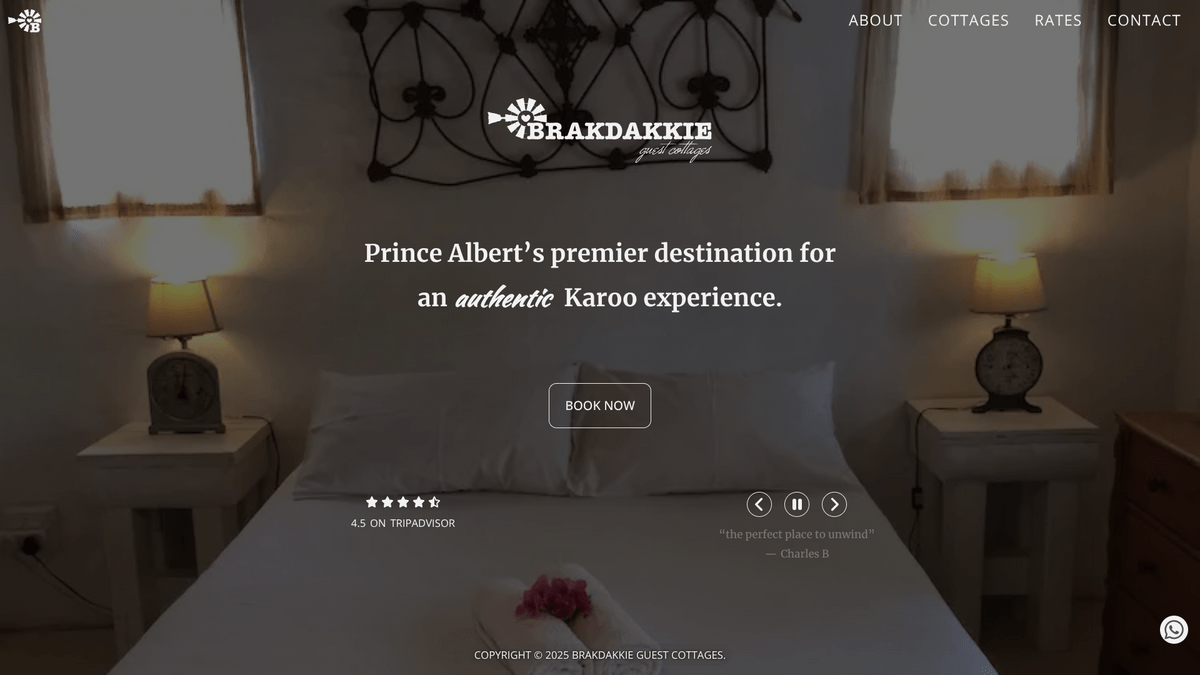 B
ABOUT
COTTAGES
RATES
CONTACT
BRAKDAKKIE
guest cottages
Prince Albert’s premier destination for
an authentic Karoo experience.
BOOK NOW
4.5 ON TRIPADVISOR
“the perfect place to unwind”
— Charles B
COPYRIGHT © 2025 BRAKDAKKIE GUEST COTTAGES.